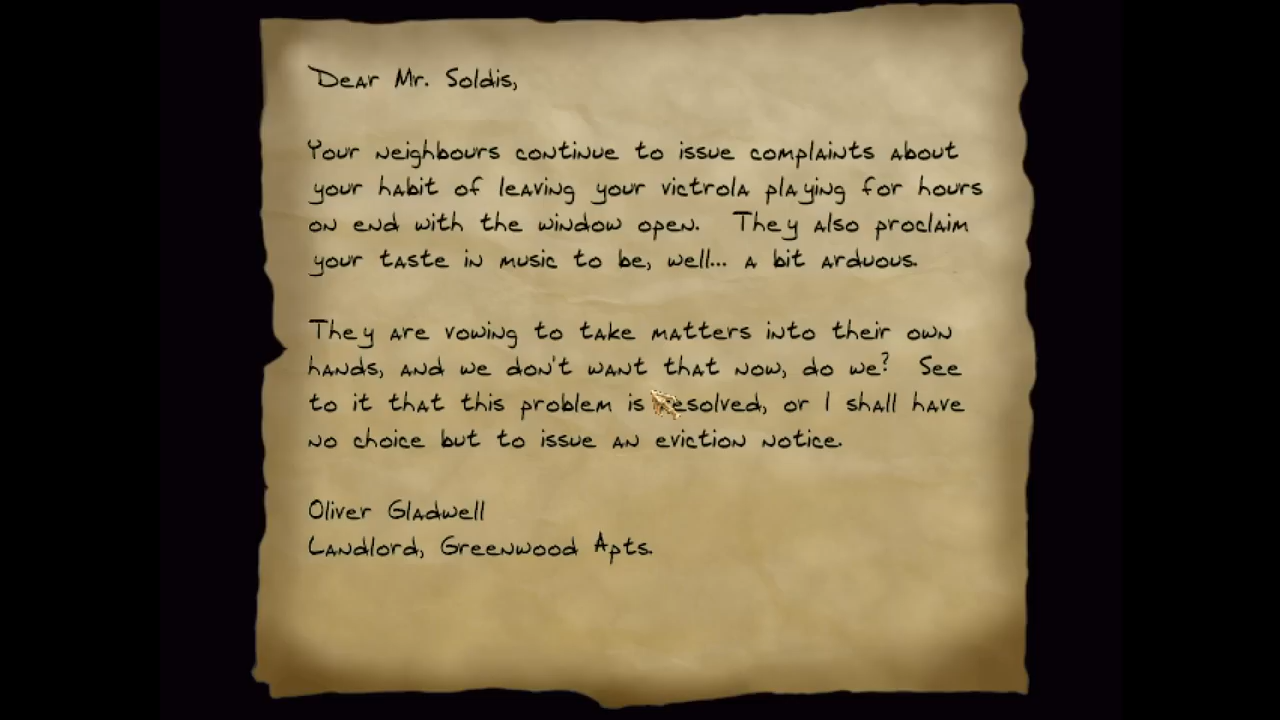 Dear Mr. Soldis,
Your neighbours continue to issue complaints about
your habit of leaving your victrola playing for hours
on end with the window open. They also proclaim
your taste in music to be, well... a bit arduous.
They are vowing to take matters into their own
hands, and we don't want that now, do we? See
to it that this problem is resolved, or I shall have
no choice but to issue an eviction notice.
Oliver Gladwell
Landlord, Greenwood Apts.